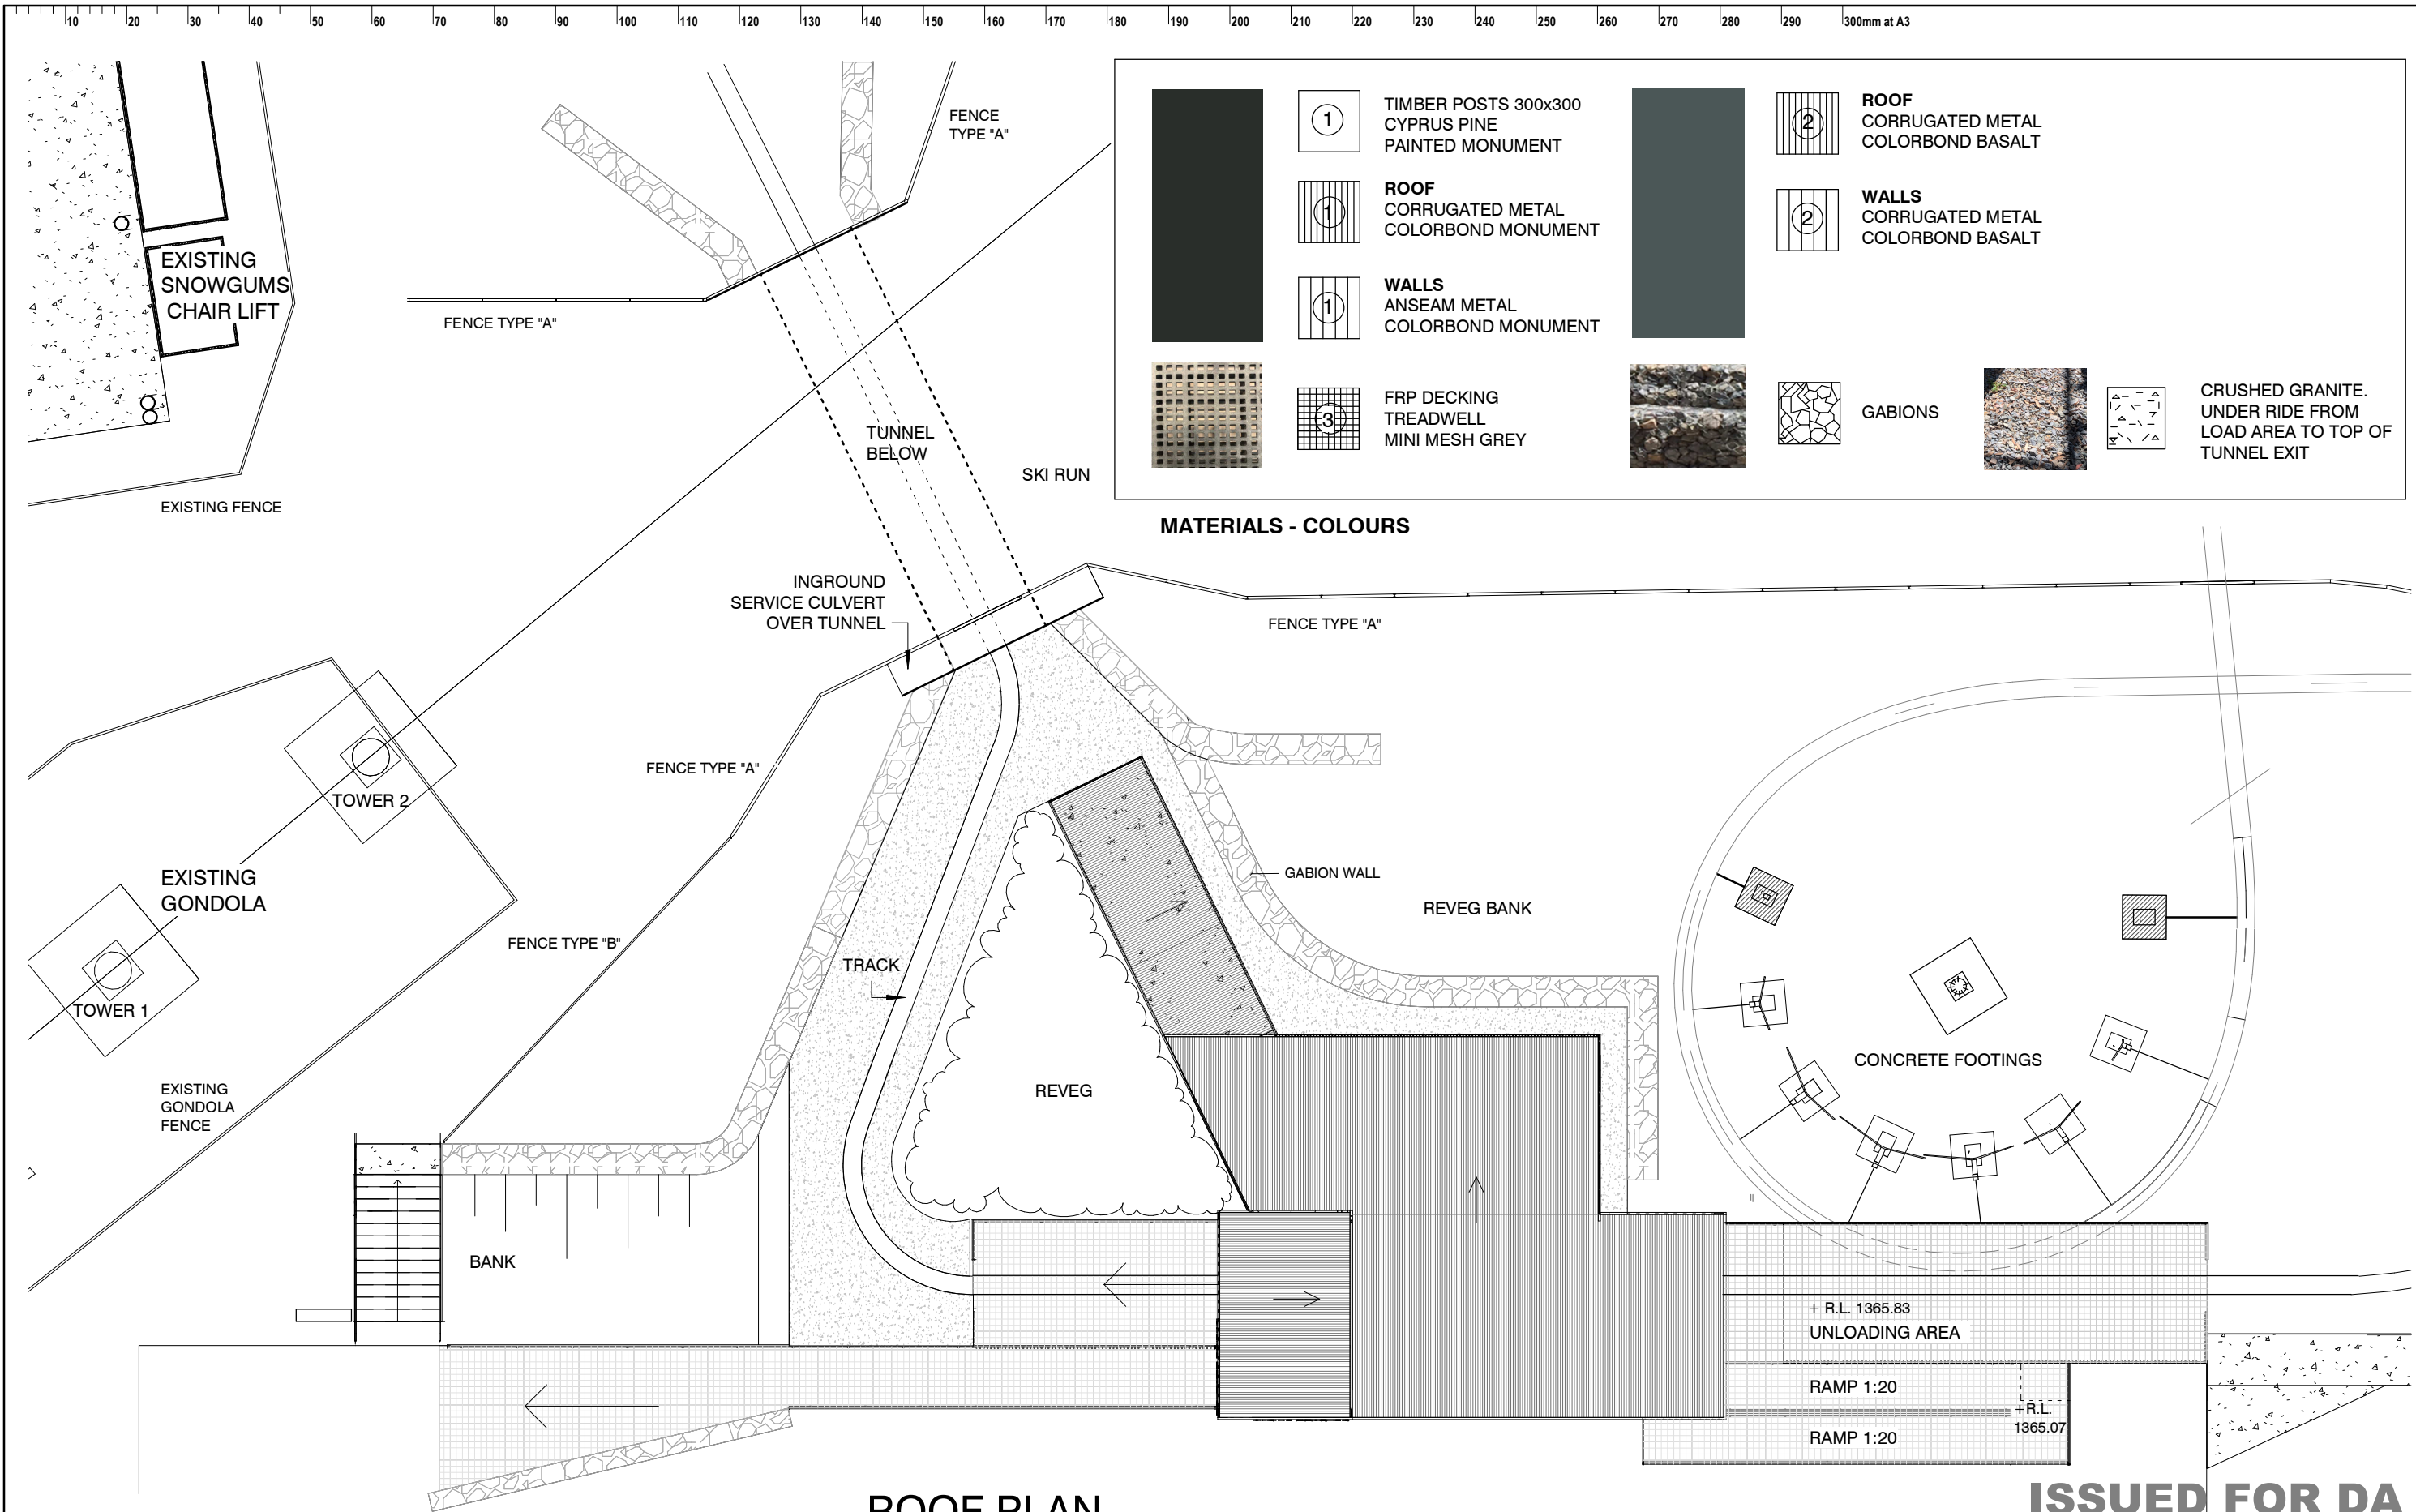 10 20 30 40 50 60 70 80 90 100 110 120 130 140 150 160 170 180 190 200 210 220 230 240 250 260 270 280 290 300mm at A3
FENCE
TYPE "A"
1
TIMBER POSTS 300x300
CYPRUS PINE
PAINTED MONUMENT
1
ROOF
CORRUGATED METAL
COLORBOND MONUMENT
1
WALLS
ANSEAM METAL
COLORBOND MONUMENT
2
ROOF
CORRUGATED METAL
COLORBOND BASALT
2
WALLS
CORRUGATED METAL
COLORBOND BASALT
3
FRP DECKING
TREADWELL
MINI MESH GREY
GABIONS
CRUSHED GRANITE.
UNDER RIDE FROM
LOAD AREA TO TOP OF
TUNNEL EXIT
MATERIALS - COLOURS
EXISTING
SNOWGUMS
CHAIR LIFT
FENCE TYPE "A"
TUNNEL
BELOW
SKI RUN
EXISTING FENCE
INGROUND
SERVICE CULVERT
OVER TUNNEL
FENCE TYPE "A"
FENCE TYPE "A"
TOWER 2
EXISTING
GONDOLA
GABION WALL
REVEG BANK
FENCE TYPE "B"
TRACK
TOWER 1
CONCRETE FOOTINGS
EXISTING
GONDOLA
FENCE
REVEG
BANK
+ R.L. 1365.83
UNLOADING AREA
RAMP 1:20
+R.L.
1365.07
RAMP 1:20
ROOF PLAN
ISSUED FOR DA